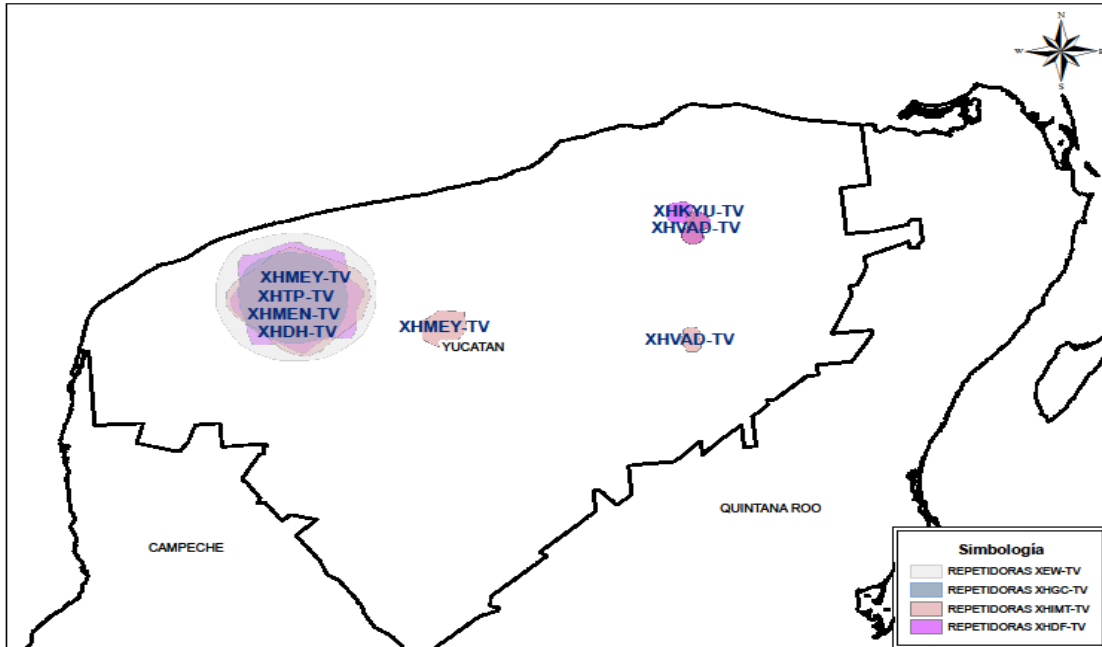 N
W
E
S
XHKYU-TV
XHVAD-TV
XHMEY-TV
XHTP-TV
XHMEN-TV
XHDH-TV
XHMEY-TV
YUCATAN
XHVAD-TV
QUINTANA ROO
CAMPECHE
Simbología
REPETIDORAS XEW-TV
REPETIDORAS XHGC-TV
REPETIDORAS XHIMT-TV
REPETIDORAS XHDF-TV